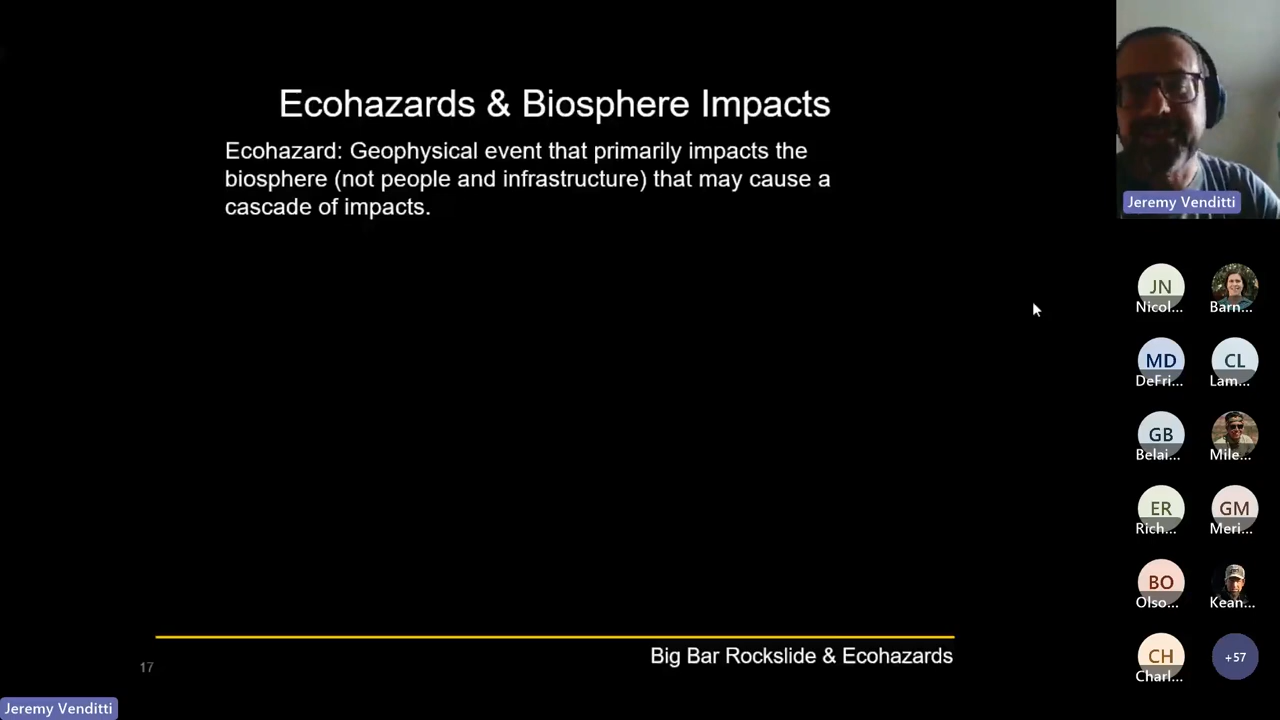 Ecohazards & Biosphere Impacts
Ecohazard: Geophysical event that primarily impacts the
biosphere (not people and infrastructure) that may cause a
cascade of impacts.
Jeremy Venditti
JN
Nicol...
Barn...
MD
CL
DeFri...
Lam...
GB
Belai...
Mile...
ER
GM
Rich...
Meri...
BO
Olso...
Kean...
CH
+57
Charl...
Big Bar Rockslide & Ecohazards
17
Jeremy Venditti